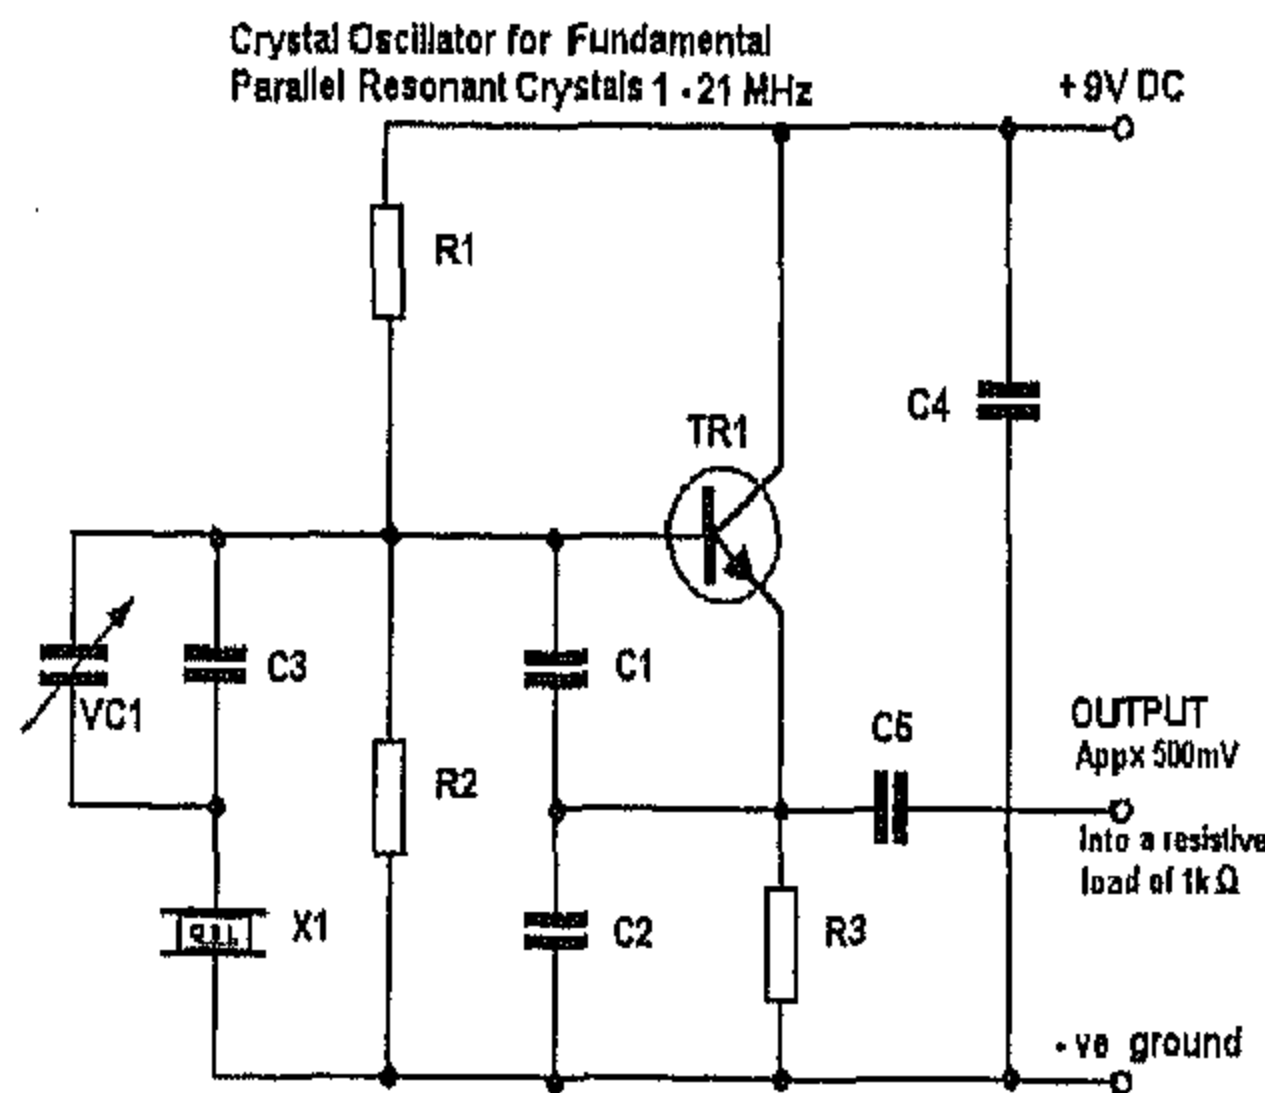 Crystal Oscillator for Fundamental
Parallel Resonant Crystals 1 - 21 MHz
+ 9V DC
R1
C4
TR1
C3
C1
VC1
OUTPUT
C5
Appx 500mV
R2
Into a resistive
load of 1kΩ
X1
C2
R3
- ve ground